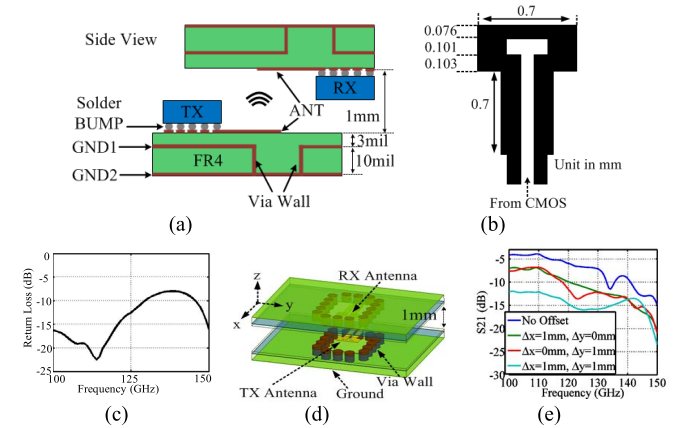 Side View
RX
ANT
1mm
Solder
BUMP
TX
GND1
3mil
FR4
10mil
GND2
Via Wall
(a)
0.7
0.076
0.101
0.103
0.7
Unit in mm
From CMOS
(b)
Return Loss (dB)
0
-5
-10
-15
-20
-25
100
125
150
Frequency (GHz)
(c)
z
y
x
RX Antenna
1mm
TX Antenna
Via Wall
Ground
(d)
S21 (dB)
-5
-10
-15
-20
-25
-30
No Offset
Δx=1mm, Δy=0mm
Δx=0mm, Δy=1mm
Δx=1mm, Δy=1mm
100 110 120 130 140 150
Frequency (GHz)
(e)